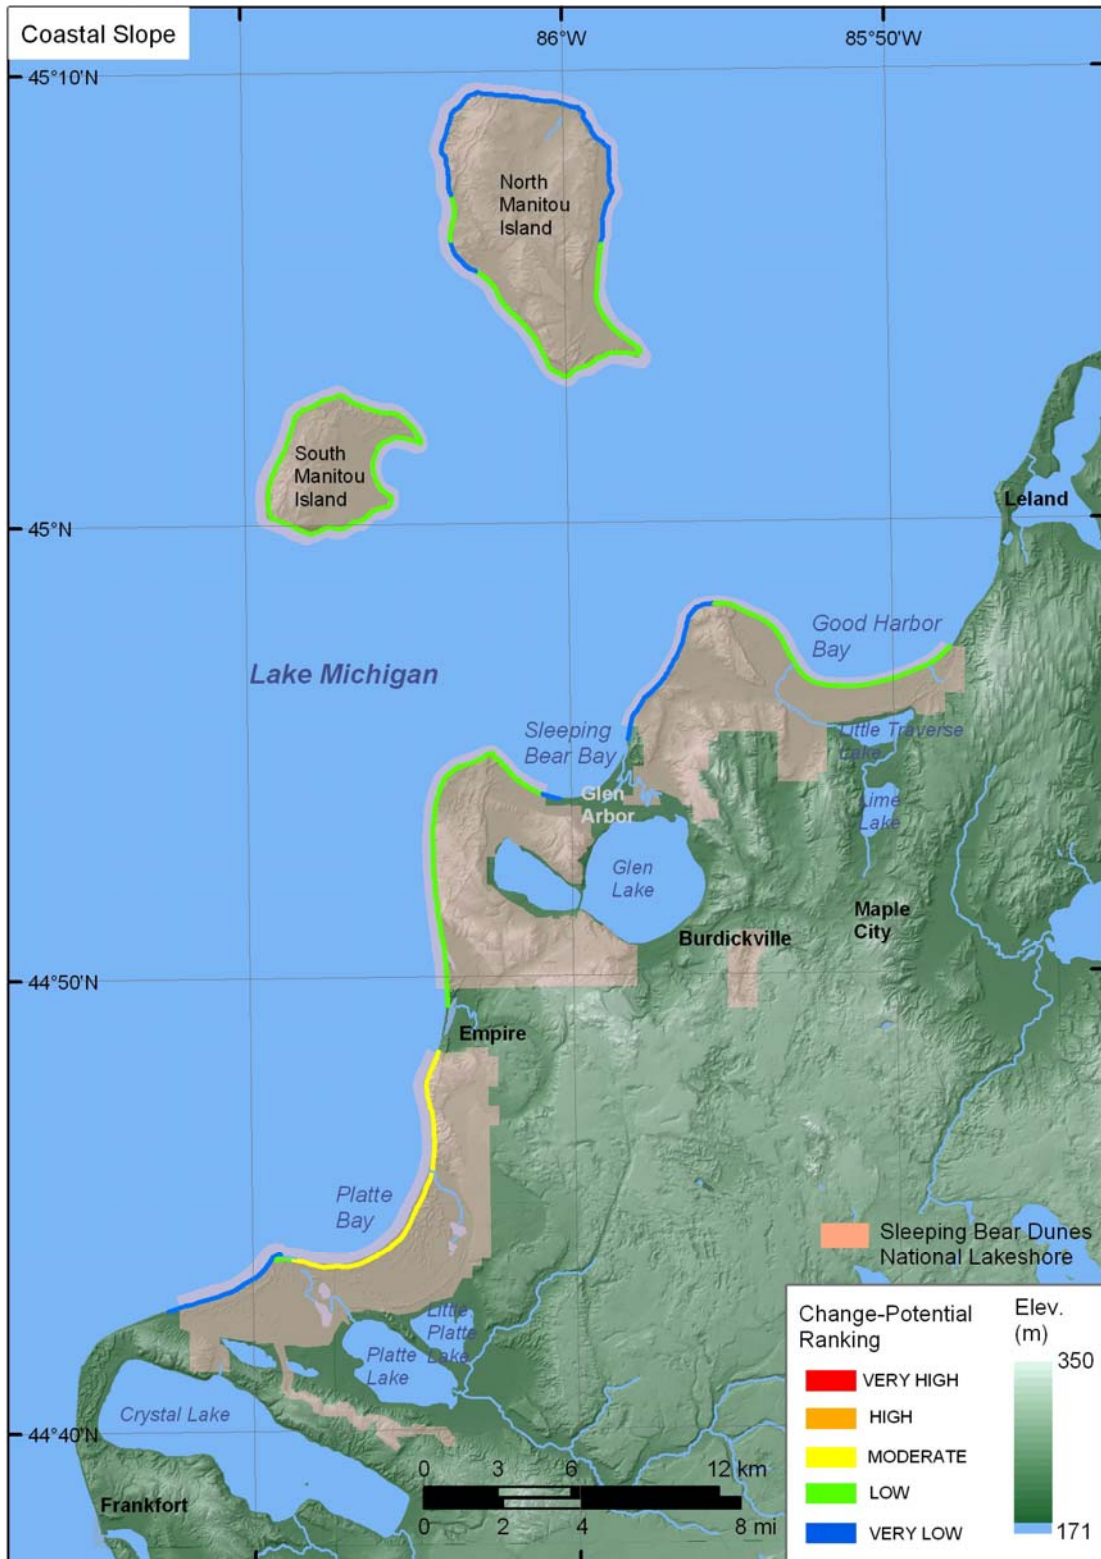 Coastal Slope
86°W
85°50'W
45°10'N
North
Manitou
Island
South
Manitou
Island
45°N
Leland
Good Harbor
Bay
Lake Michigan
Sleeping
Bear Bay
Little Traverse
Lake
Glen
Arbor
Lime
Lake
Glen
Lake
Maple
City
Burdickville
44°50'N
Empire
Platte
Bay
Sleeping Bear Dunes
National Lakeshore
Little
Platte
Lake
Platte
Lake
Crystal Lake
44°40'N
Frankfort
0 3 6 12 km
0 2 4 8 mi
Change-Potential
Ranking
VERY HIGH
HIGH
MODERATE
LOW
VERY LOW
Elev.
(m)
350
171